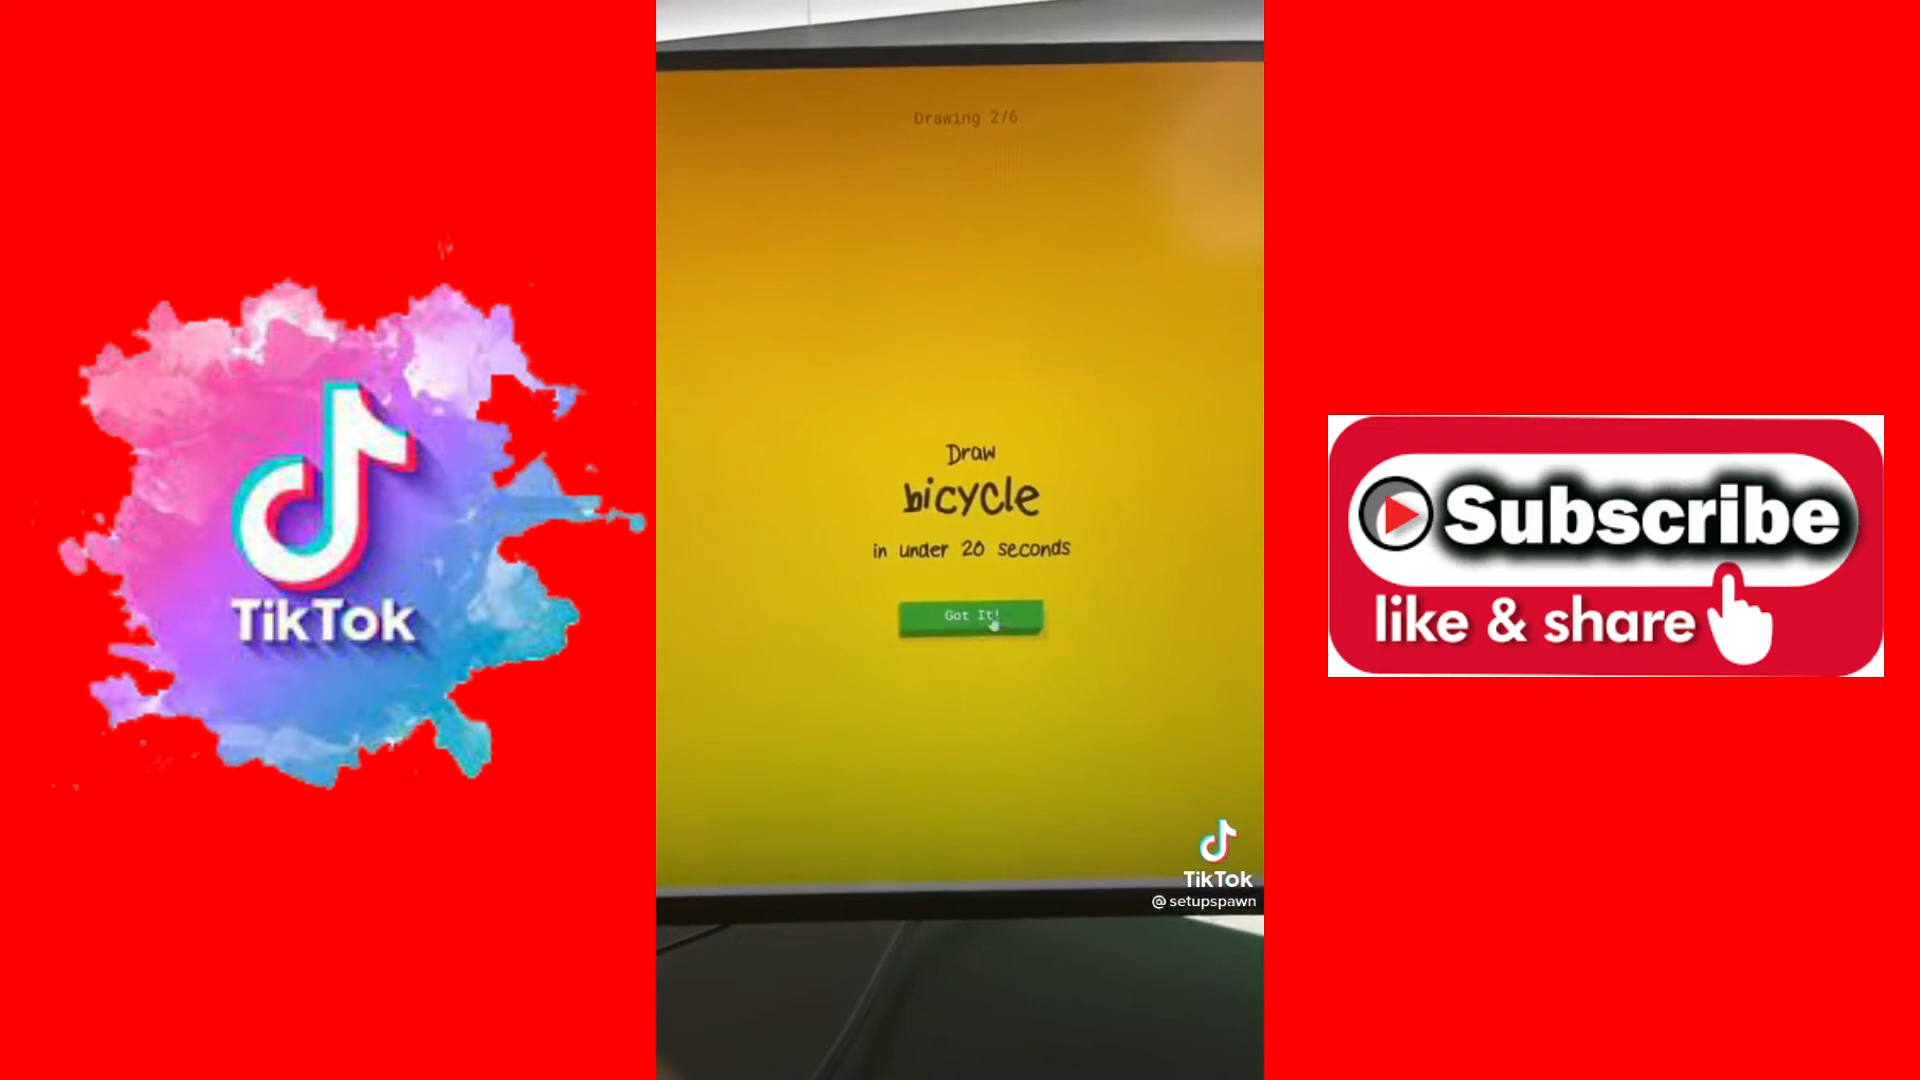 TikTok
Drawing 2/6
Draw
bicycle
in under 20 seconds
Got It!
TikTok
@setupspawn
Subscribe
like & share